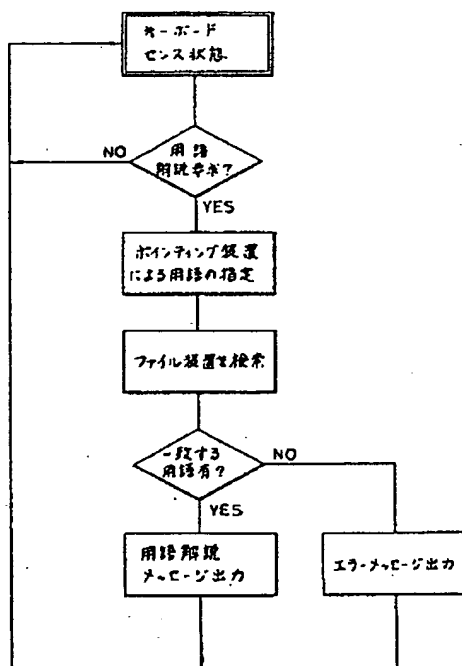 キーボード
センス状態
用語
解説要求?
NO
YES
ポインティング装置
による用語の指定
ファイル装置を検索
一致する
用語有?
NO
YES
用語解説
メッセージ出力
エラーメッセージ出力